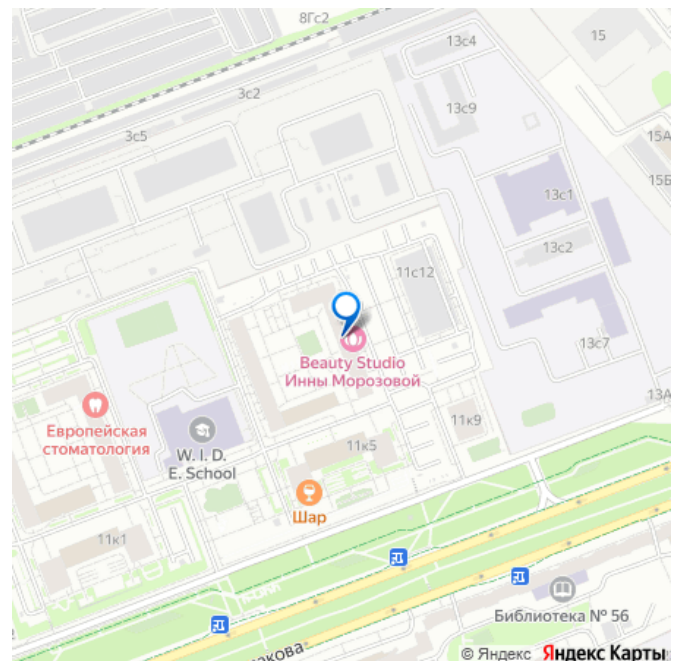 8Гс2
13с4
15
3с2
13с9
3с5
15А
15Б
13с1
13с2
11с12
Beauty Studio
Инны Морозовой
13с7
13А
Европейская
стоматология
W. I. D.
E. School
11к9
11к5
Шар
11к1
Библиотека № 56
© Яндекс Яндекс Карты